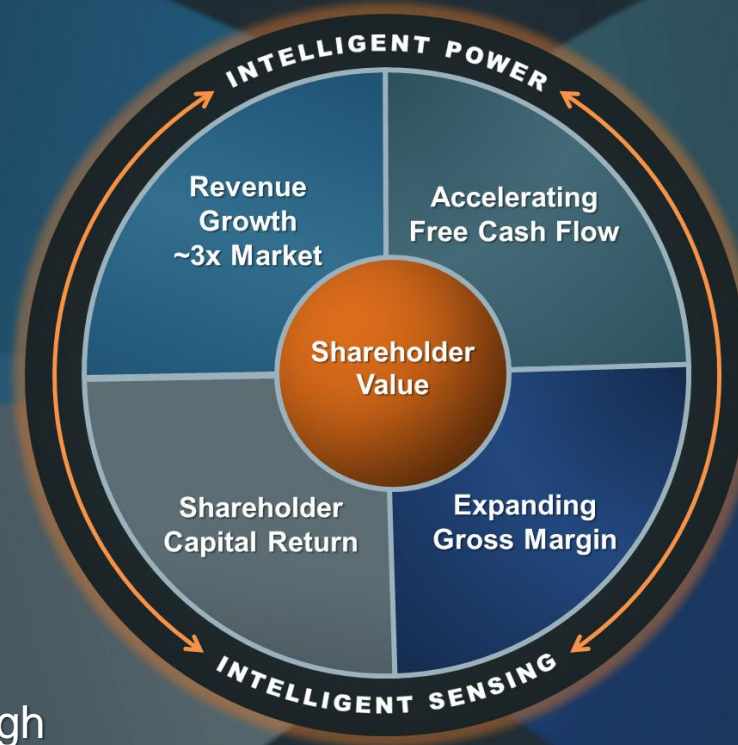 INTELLIGENT POWER
Revenue
Growth
~3x Market
Accelerating
Free Cash Flow
Shareholder
Value
Shareholder
Capital Return
Expanding
Gross Margin
INTELLIGENT SENSING